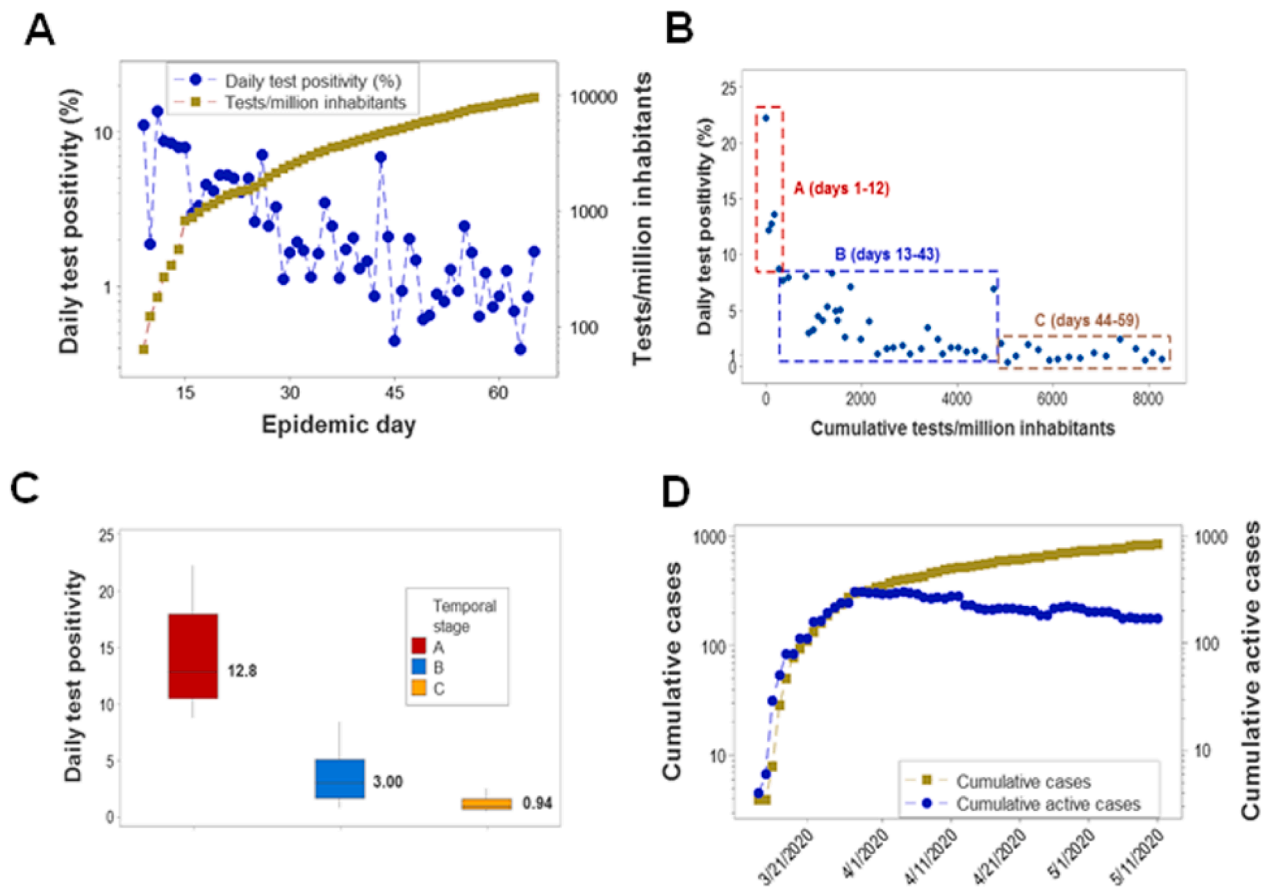 A
Daily test positivity (%)
Tests/million inhabitants
Daily test positivity (%)
10
1
10000
1000
100
Tests/million inhabitants
15
30
45
60
Epidemic day
B
Daily test positivity (%)
25
20
15
10
5
1
0
A (days 1-12)
B (days 13-43)
C (days 44-59)
0
2000
4000
6000
8000
Cumulative tests/million inhabitants
C
Daily test positivity
25
20
15
10
5
0
12.8
3.00
0.94
Temporal
stage
A
B
C
D
Cumulative cases
1000
100
10
1000
100
10
Cumulative active cases
Cumulative cases
Cumulative active cases
3/21/2020
4/1/2020
4/11/2020
4/21/2020
5/1/2020
5/11/2020